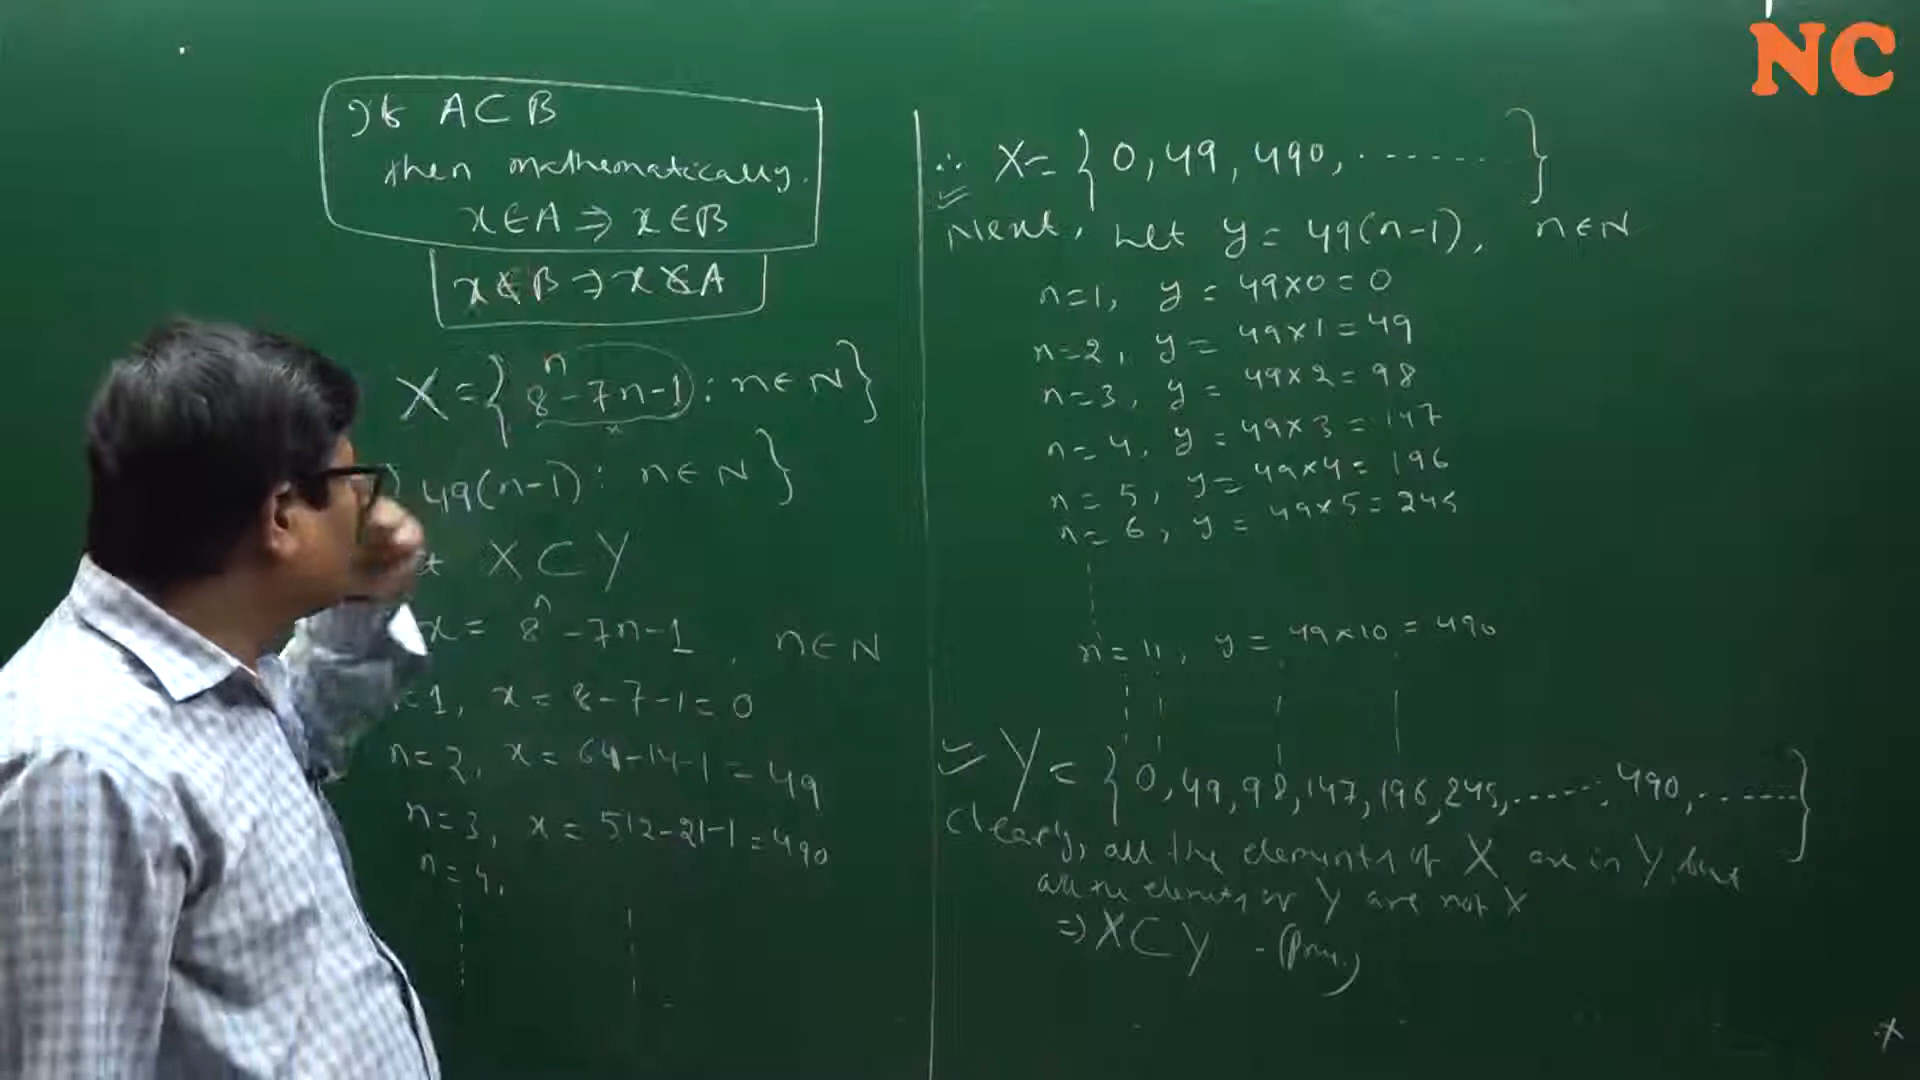 If A ⊂ B
then mathematically.
x ∈ A ⇒ x ∈ B
x ∉ B ⇒ x ∉ A
X = { 8ⁿ - 7n - 1 : n ∈ N }
49(n-1) : n ∈ N }
X ⊂ Y
x = 8ⁿ - 7n - 1 , n ∈ N
=1, x = 8 - 7 - 1 = 0
n = 2, x = 64 - 14 - 1 = 49
n = 3, x = 512 - 21 - 1 = 490
n = 4,
∴ X = { 0, 49, 490, ........ }
Next, Let y = 49(n-1), n ∈ N
n = 1, y = 49 × 0 = 0
n = 2, y = 49 × 1 = 49
n = 3, y = 49 × 2 = 98
n = 4, y = 49 × 3 = 147
n = 5, y = 49 × 4 = 196
n = 6, y = 49 × 5 = 245
n = 11, y = 49 × 10 = 490
Y = { 0, 49, 98, 147, 196, 245, ......, 490, ...... }
Clearly, all the elements of X are in Y, but
all the elements of Y are not X
⇒ X ⊂ Y
NC